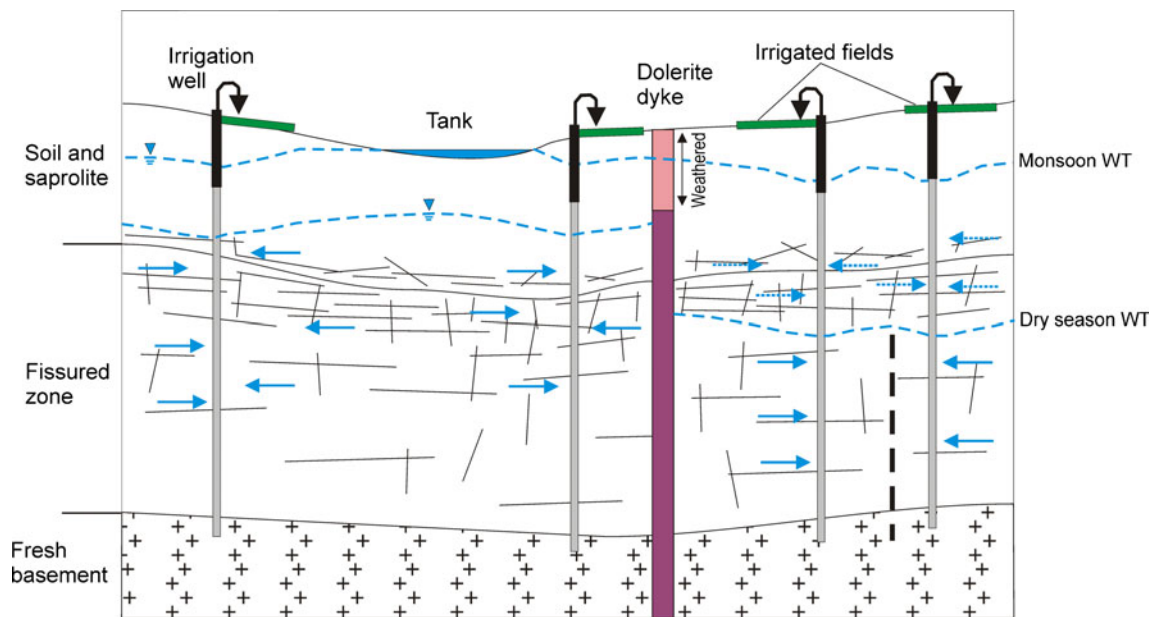 Irrigation
well
Tank
Dolerite
dyke
Irrigated fields
Soil and
saprolite
Weathered
Monsoon WT
Dry season WT
Fissured
zone
Fresh
basement